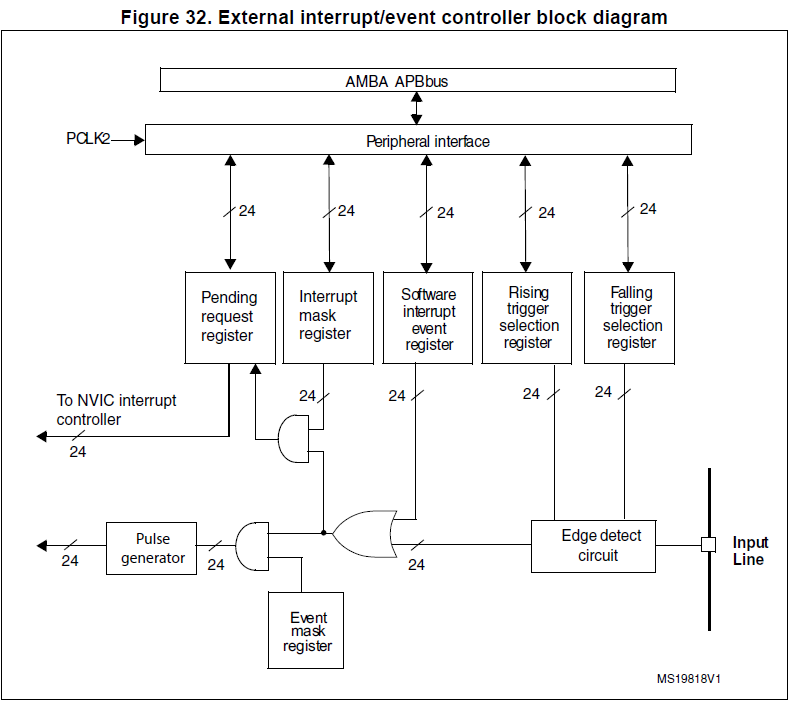 Figure 32. External interrupt/event controller block diagram
AMBA APB bus
PCLK2
Peripheral interface
24
24
24
24
24
Pending
request
register
Interrupt
mask
register
Software
interrupt
event
register
Rising
trigger
selection
register
Falling
trigger
selection
register
24
24
24
24
To NVIC interrupt
controller
24
Pulse
generator
24
24
24
Edge detect
circuit
Input
Line
Event
mask
register
MS19818V1